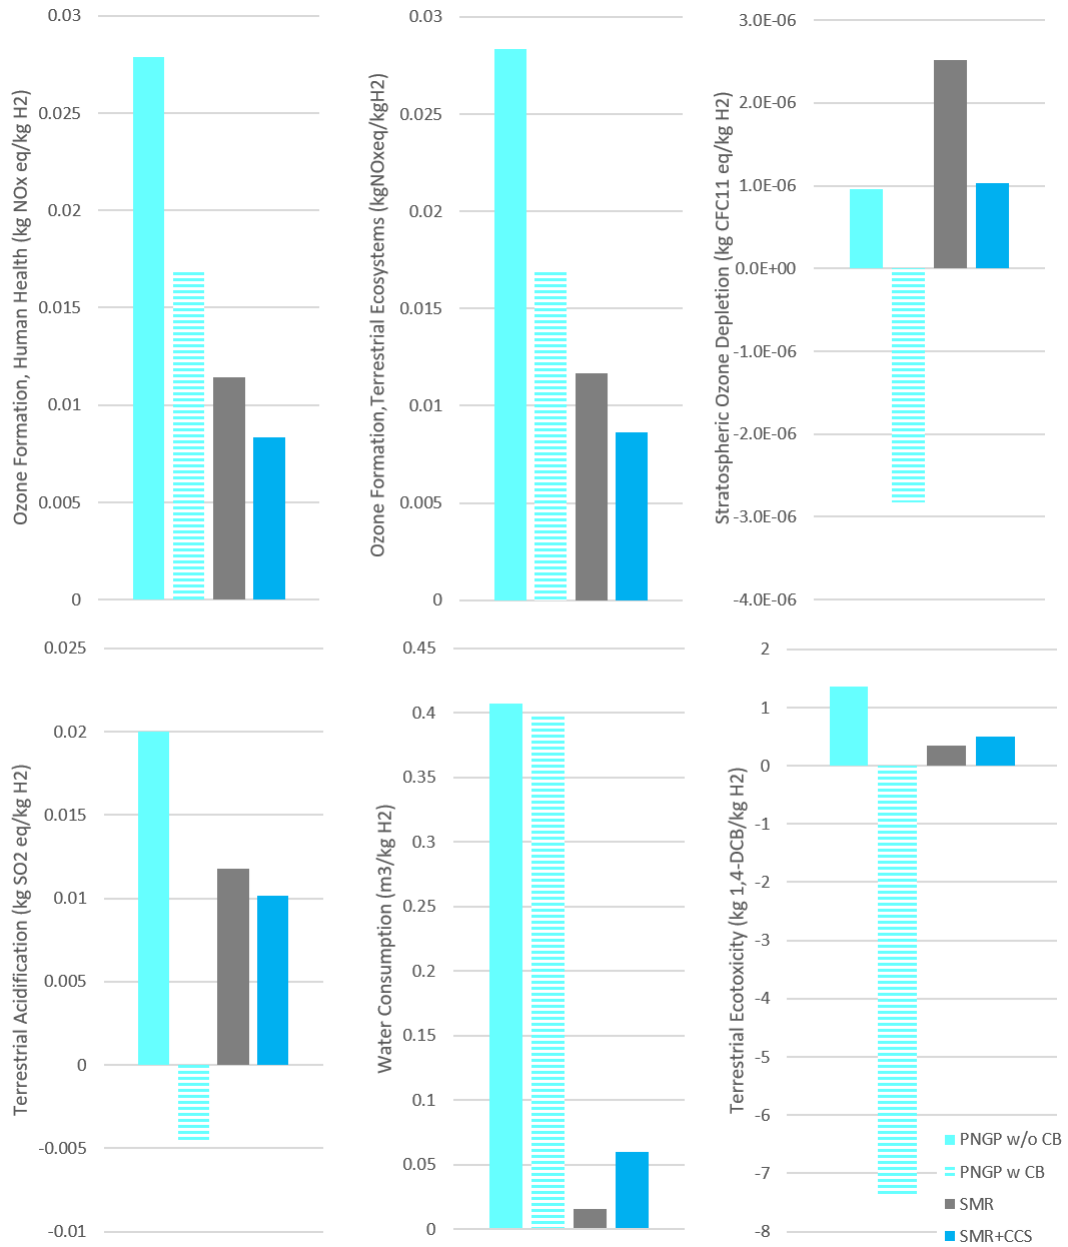 Ozone Formation, Human Health (kg NOx eq/kg H2)
0.03
0.025
0.02
0.015
0.01
0.005
0
Ozone Formation,Terrestrial Ecosystems (kgNOxeq/kgH2)
0.03
0.025
0.02
0.015
0.01
0.005
0
Stratospheric Ozone Depletion (kg CFC11 eq/kg H2)
3.0E-06
2.0E-06
1.0E-06
0.0E+00
-1.0E-06
-2.0E-06
-3.0E-06
-4.0E-06
Terrestrial Acidification (kg SO2 eq/kg H2)
0.025
0.02
0.015
0.01
0.005
0
-0.005
-0.01
Water Consumption (m3/kg H2)
0.45
0.4
0.35
0.3
0.25
0.2
0.15
0.1
0.05
0
Terrestrial Ecotoxicity (kg 1,4-DCB/kg H2)
2
1
0
-1
-2
-3
-4
-5
-6
-7
-8
PNGP w/o CB
PNGP w CB
SMR
SMR+CCS